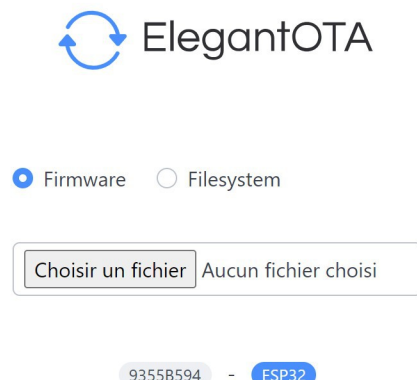 ElegantOTA
Firmware Filesystem
Choisir un fichier Aucun fichier choisi
9355B594 - ESP32